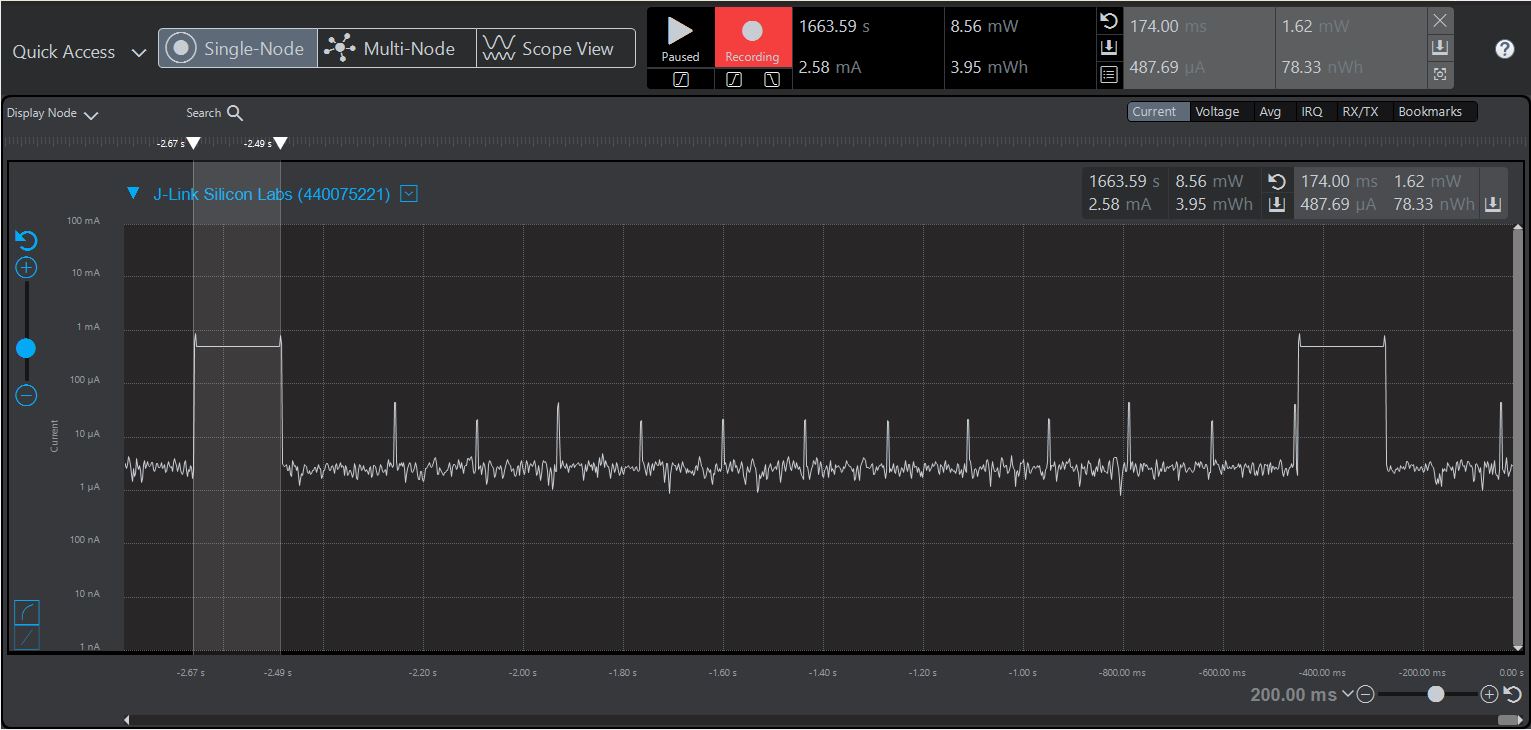 Quick Access
Single-Node
Multi-Node
Scope View
Paused
Recording
1663.59 s
8.56 mW
2.58 mA
3.95 mWh
174.00 ms
1.62 mW
487.69 µA
78.33 nWh
?
Display Node
Search
Current
Voltage
Avg
IRQ
RX/TX
Bookmarks
-2.67 s
-2.49 s
J-Link Silicon Labs (440075221)
1663.59 s
8.56 mW
174.00 ms
1.62 mW
2.58 mA
3.95 mWh
487.69 µA
78.33 nWh
100 mA
10 mA
1 mA
100 µA
10 µA
1 µA
100 nA
10 nA
1 nA
Current
-2.67 s
-2.49 s
-2.20 s
-2.00 s
-1.80 s
-1.60 s
-1.40 s
-1.20 s
-1.00 s
-800.00 ms
-600.00 ms
-400.00 ms
-200.00 ms
0.00 s
200.00 ms